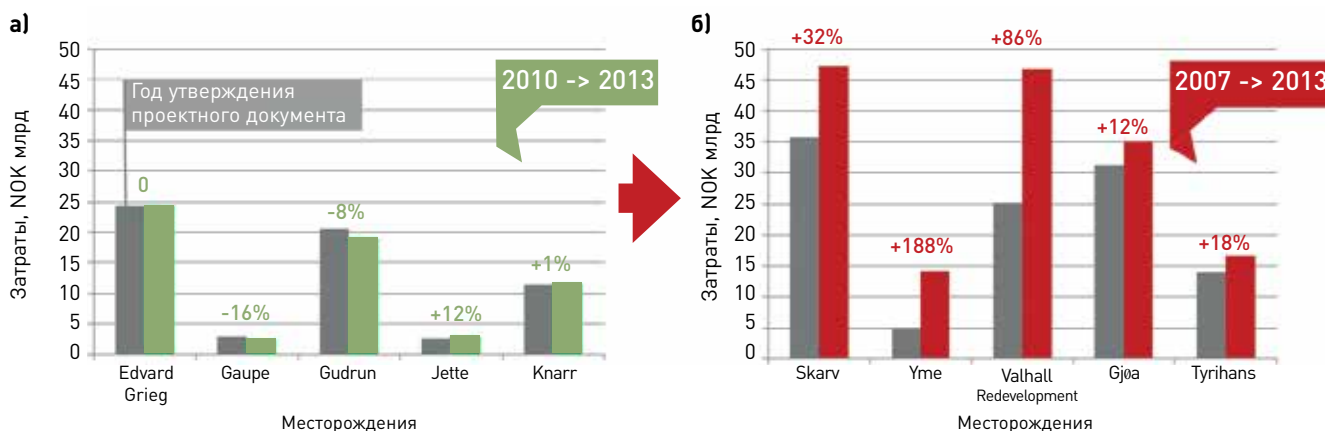 а)
50
45
40
35
30
25
20
15
10
5
0
Затраты, NOK млрд
Год утверждения
проектного документа
2010 -> 2013
0
-16%
-8%
+12%
+1%
Edvard
Grieg
Gaupe
Gudrun
Jette
Knarr
Месторождения
б)
50
45
40
35
30
25
20
15
10
5
0
Затраты, NOK млрд
2007 -> 2013
+32%
+188%
+86%
+12%
+18%
Skarv
Yme
Valhall
Redevelopment
Gjøa
Tyrihans
Месторождения